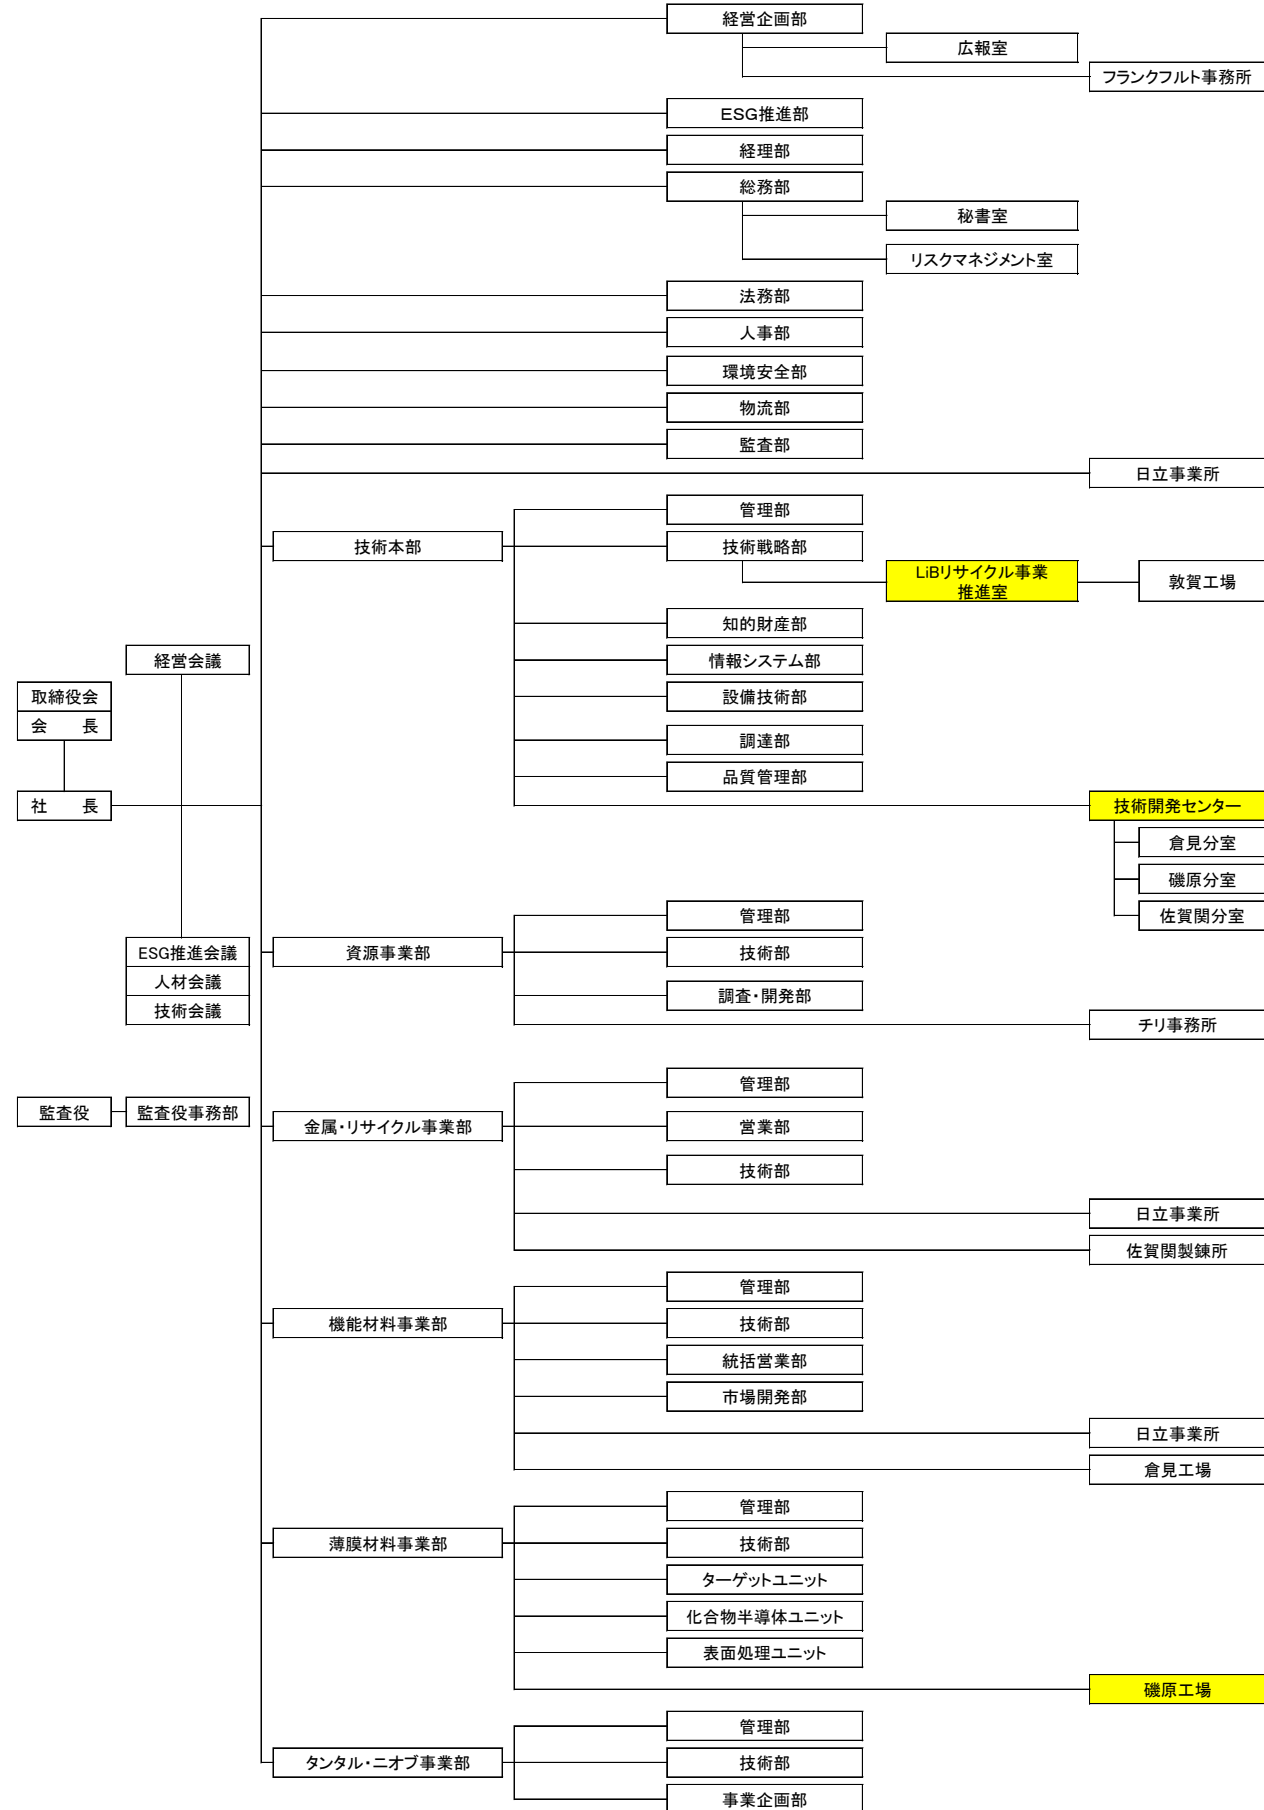 経営企画部
広報室
フランクフルト事務所
ESG推進部
経理部
総務部
秘書室
リスクマネジメント室
法務部
人事部
環境安全部
物流部
監査部
日立事業所
管理部
技術本部
技術戦略部
LiBリサイクル事業
推進室
敦賀工場
知的財産部
経営会議
情報システム部
取締役会
設備技術部
会　　長
調達部
品質管理部
社　　長
技術開発センター
倉見分室
磯原分室
佐賀関分室
管理部
ESG推進会議
資源事業部
技術部
人材会議
調査・開発部
技術会議
チリ事務所
管理部
監査役
監査役事務部
金属・リサイクル事業部
営業部
技術部
日立事業所
佐賀関製錬所
管理部
機能材料事業部
技術部
統括営業部
市場開発部
日立事業所
倉見工場
管理部
薄膜材料事業部
技術部
ターゲットユニット
化合物半導体ユニット
表面処理ユニット
磯原工場
管理部
タンタル・ニオブ事業部
技術部
事業企画部